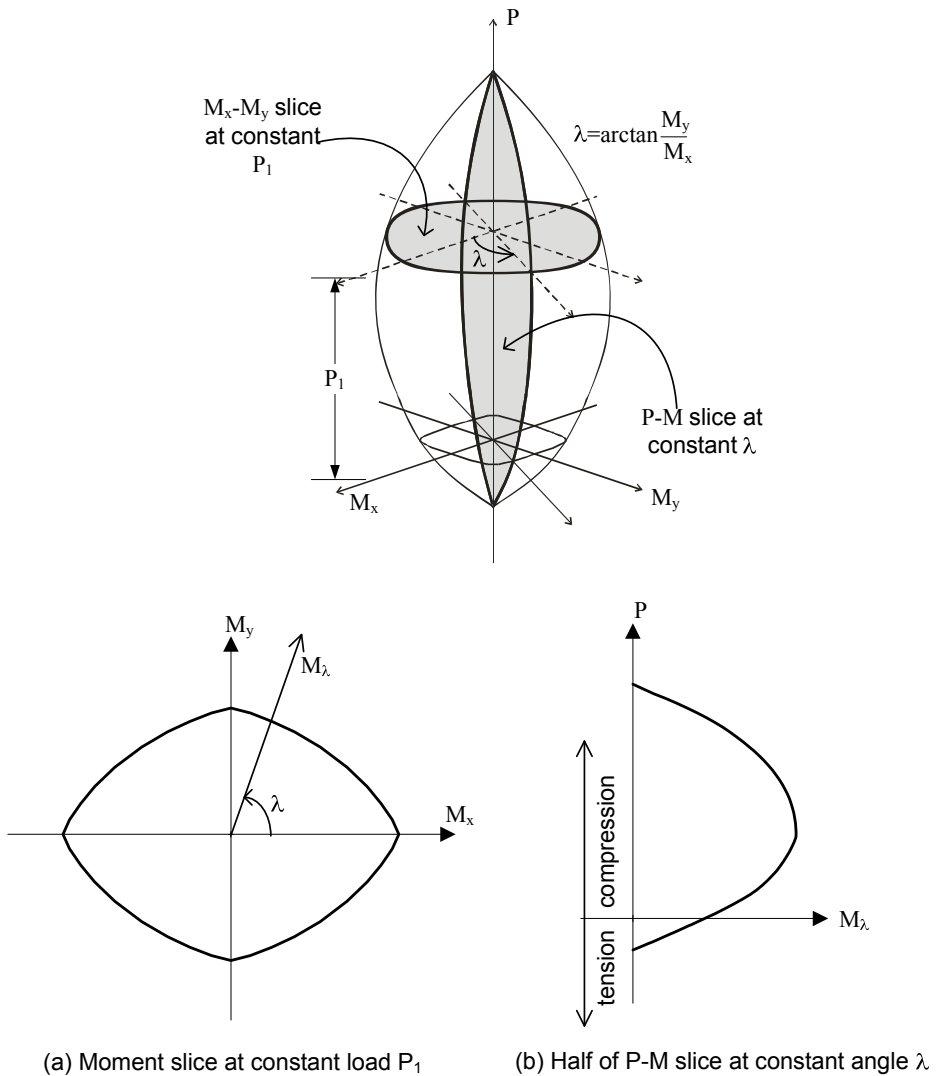 P
Mx-My slice
at constant
P1
λ=arctan My/Mx
λ
P1
P-M slice at
constant λ
Mx
My
My
Mλ
λ
Mx
P
compression
tension
Mλ
(a) Moment slice at constant load P1
(b) Half of P-M slice at constant angle λ